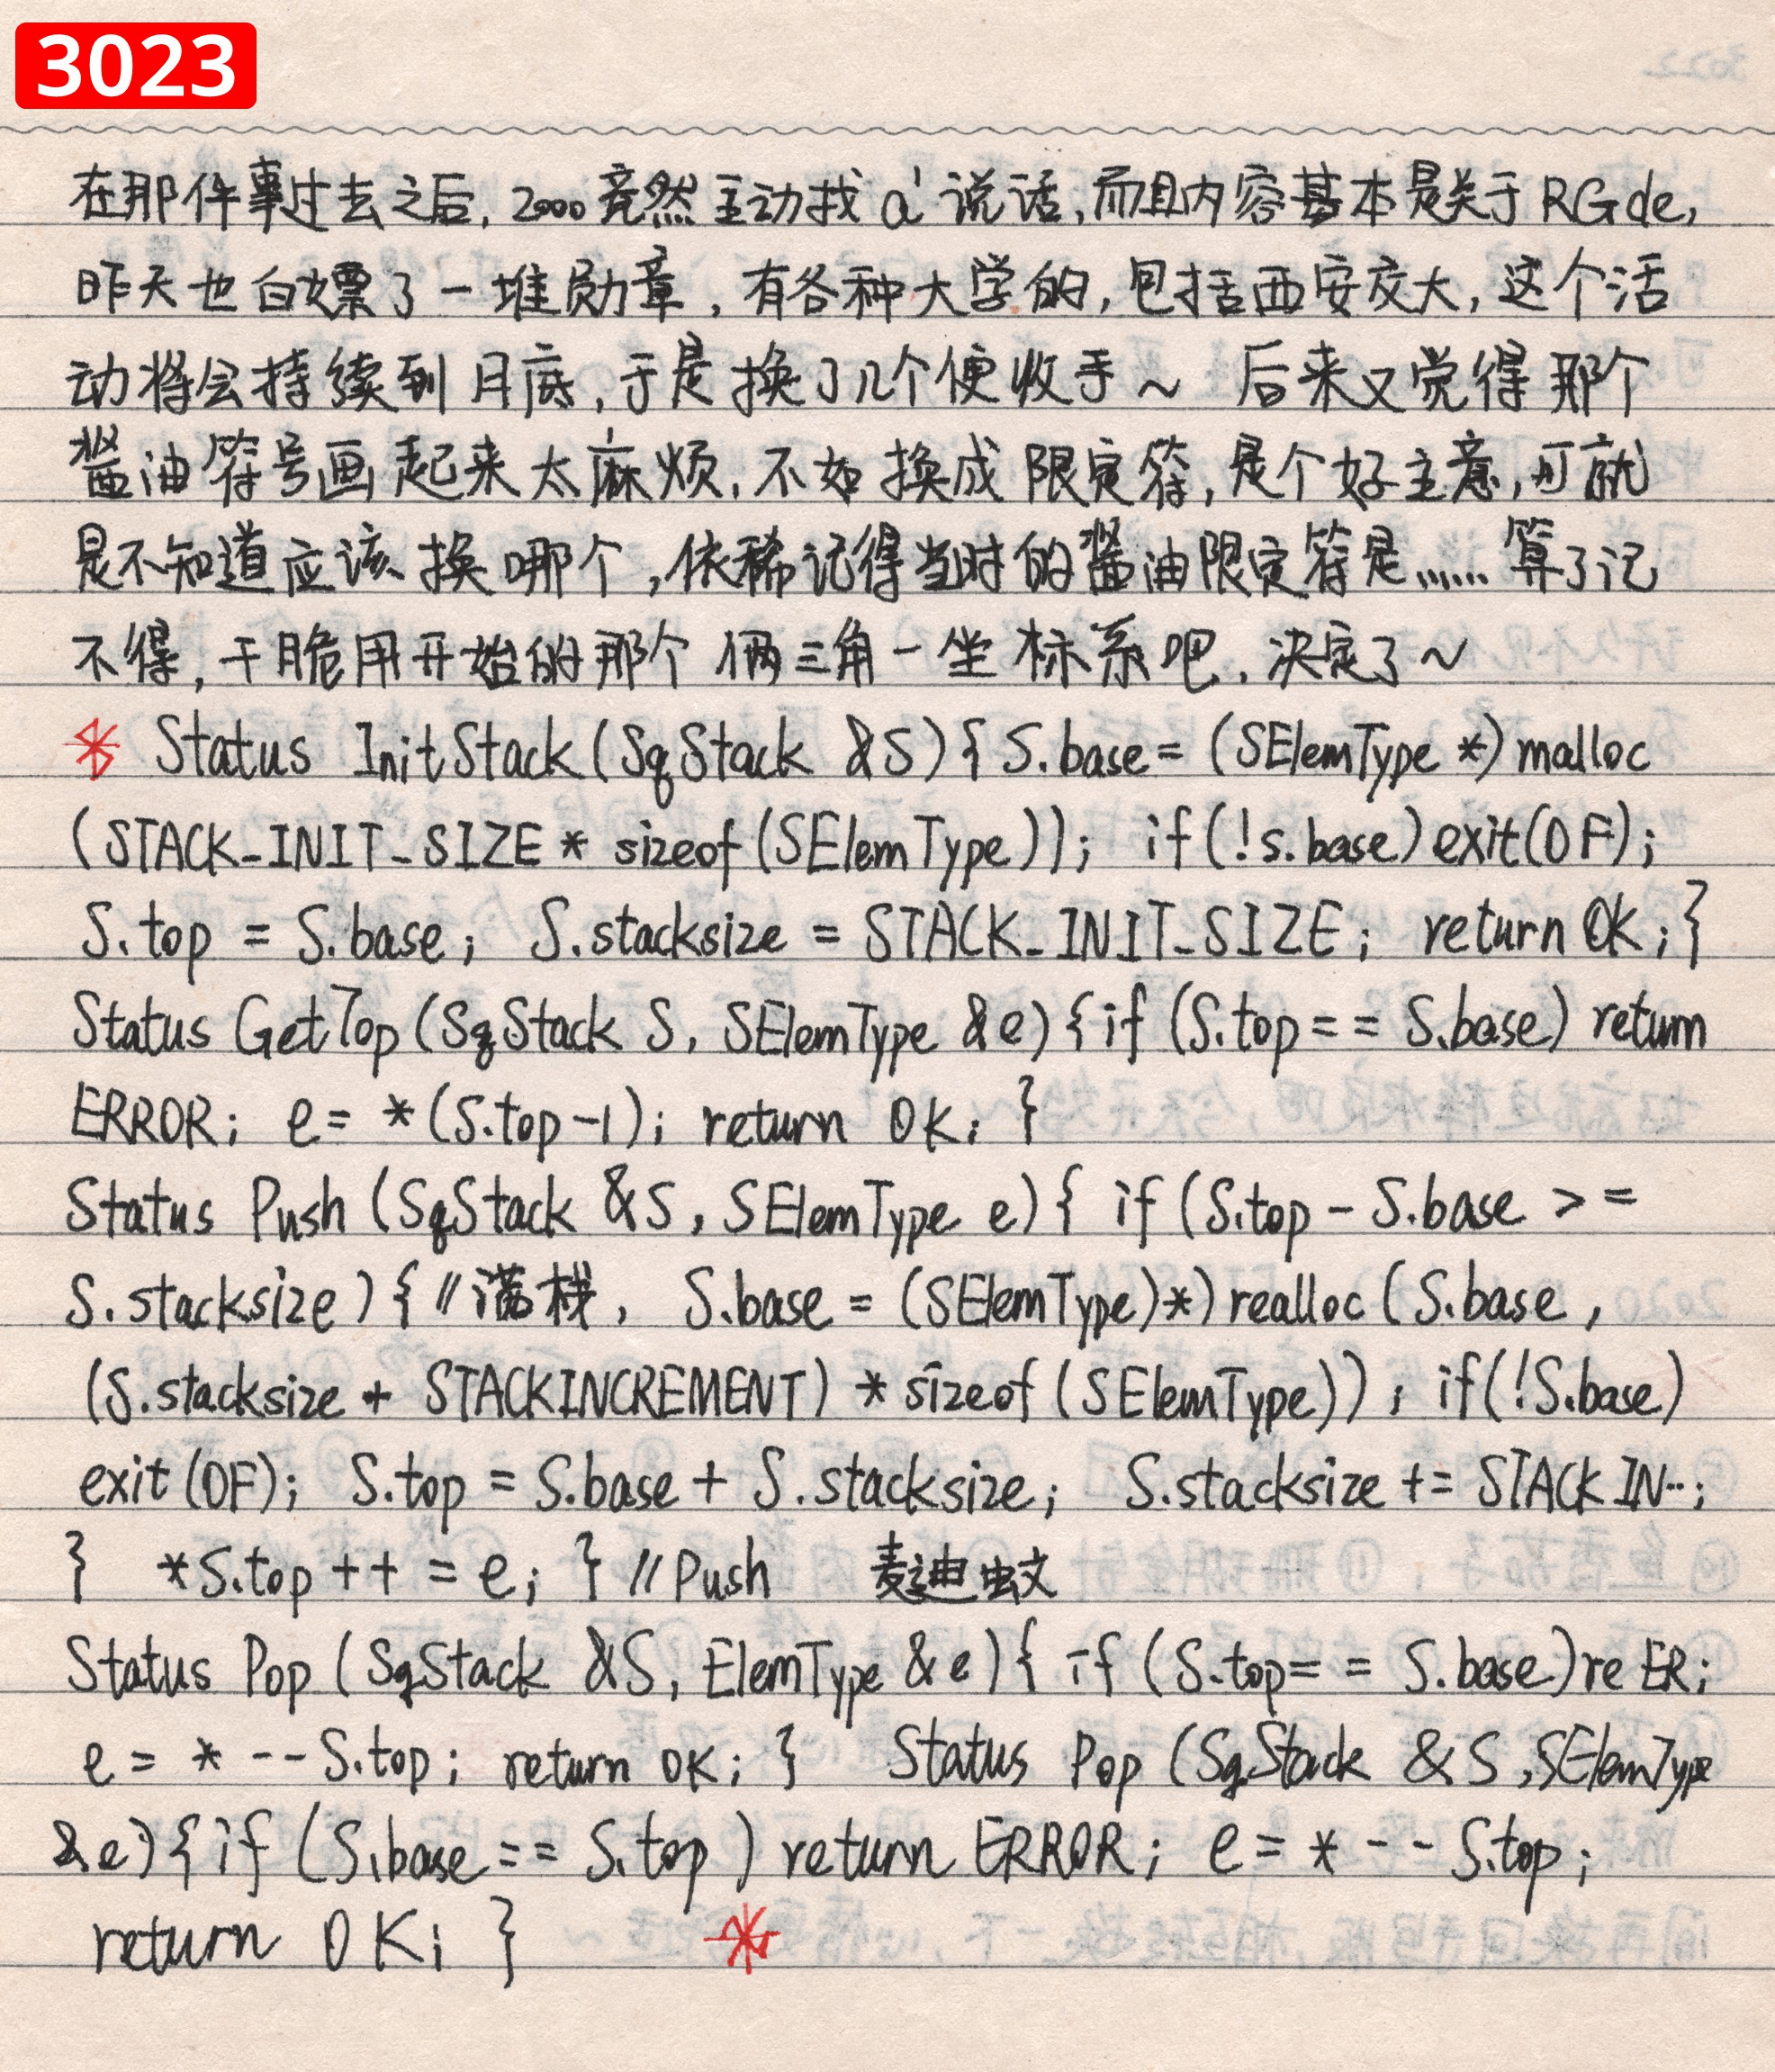 3023
在那件事过去之后, 2000竟然主动找a'说话,而且内容基本是关于RGde,
昨天也白嫖了一堆勋章,有各种大学的,包括西安交大,这个活
动将会持续到月底,于是换了几个便收手~ 后来又觉得那个
酱油符号画起来太麻烦,不如换成限定符,是个好主意,可就
是不知道应该换哪个,依稀记得当时的酱油限定符是……算了记
不得,干脆用开始的那个俩三角一坐标系吧,决定了~
* Status InitStack(SqStack &S){S.base=(SElemType *)malloc
(STACK_INIT_SIZE * sizeof(SElemType)); if(!s.base)exit(OF);
S.top = S.base; S.stacksize = STACK_INIT_SIZE; return OK;}
Status GetTop(SqStack S, SElemType &e){if(S.top== S.base) return
ERROR; e= *(S.top-1); return OK; }
Status Push(SqStack &S, SElemType e){ if(S.top - S.base >=
S.stacksize){//满栈, S.base = (SElemType)*)realloc(S.base,
(S.stacksize + STACKINCREMENT) * sizeof(SElemType)); if(!S.base)
exit(OF); S.top = S.base + S.stacksize; S.stacksize += STACKIN…;
} *S.top++ = e; } //Push 麦迪蚊
Status Pop(SqStack &S, ElemType &e){ if(S.top== S.base)re ER;
e = * --S.top; return OK; } Status Pop(SqStack &S,SElemType
&e){if(S.base== S.top) return ERROR; e = * --S.top;
return OK; } *